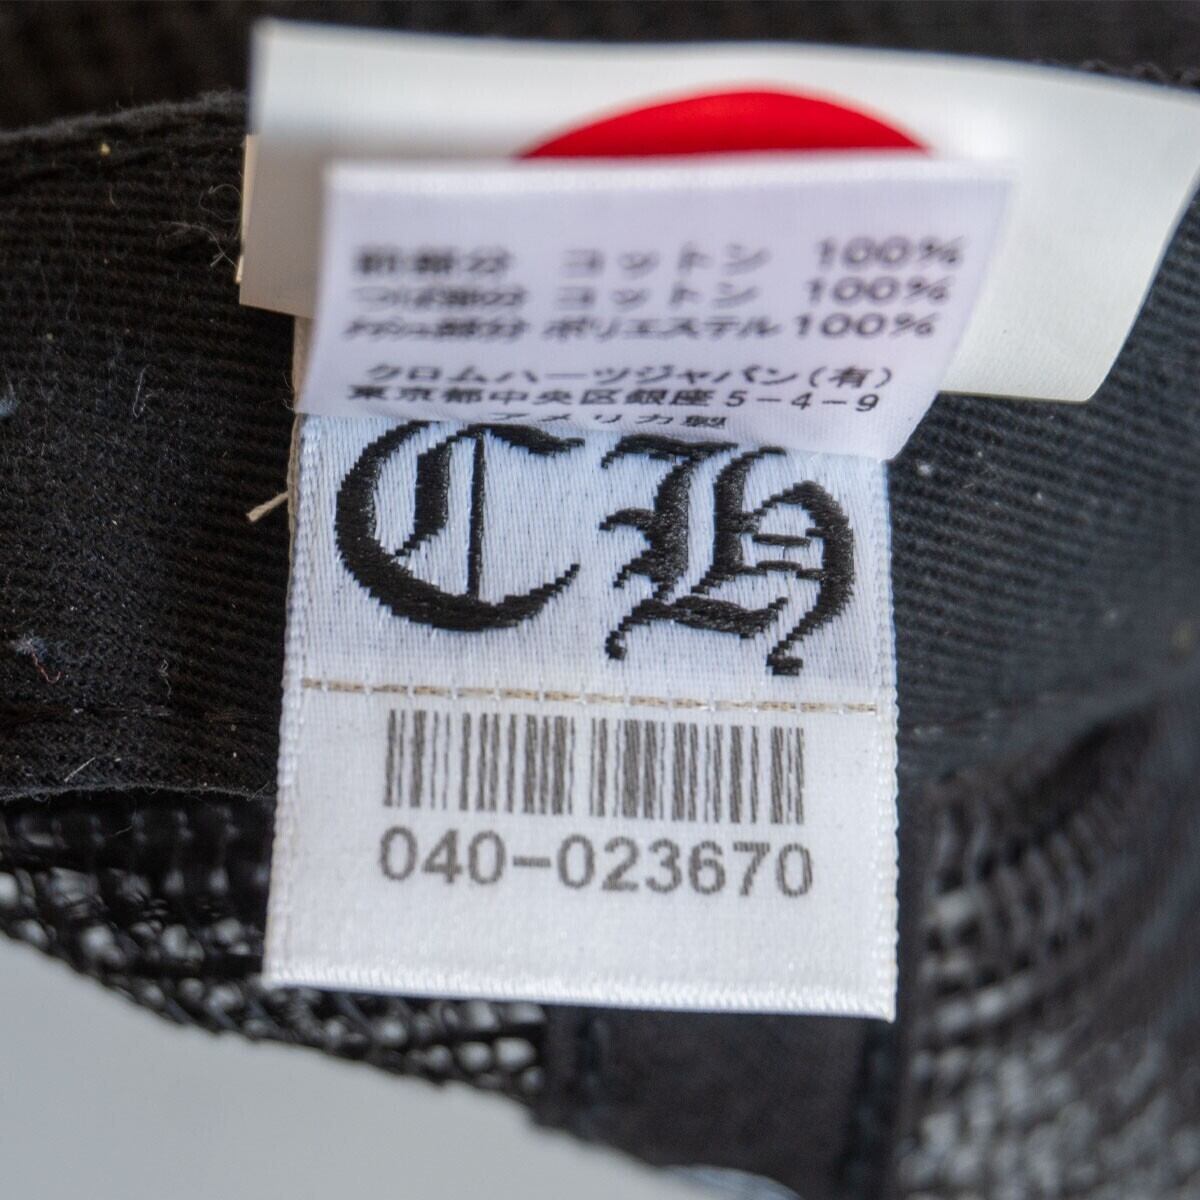 前部分 コットン 100%
つば部分 コットン 100%
メッシュ部分 ポリエステル 100%
クロムハーツジャパン(有)
東京都中央区銀座5-4-9
アメリカ製
CH
040-023670